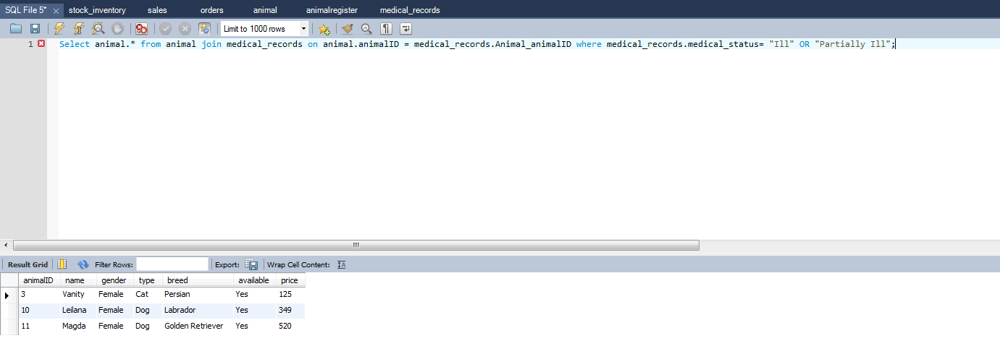 SQL File 5* stock_inventory sales orders animal animalregister medical_records
Limit to 1000 rows
1 Select animal.* from animal join medical_records on animal.animalID = medical_records.Animal_animalID where medical_records.medical_status= "Ill" OR "Partially Ill";
Result Grid Filter Rows: Export: Wrap Cell Content:
animalID name gender type breed available price
3 Vanity Female Cat Persian Yes 125
10 Leilana Female Dog Labrador Yes 349
11 Magda Female Dog Golden Retriever Yes 520